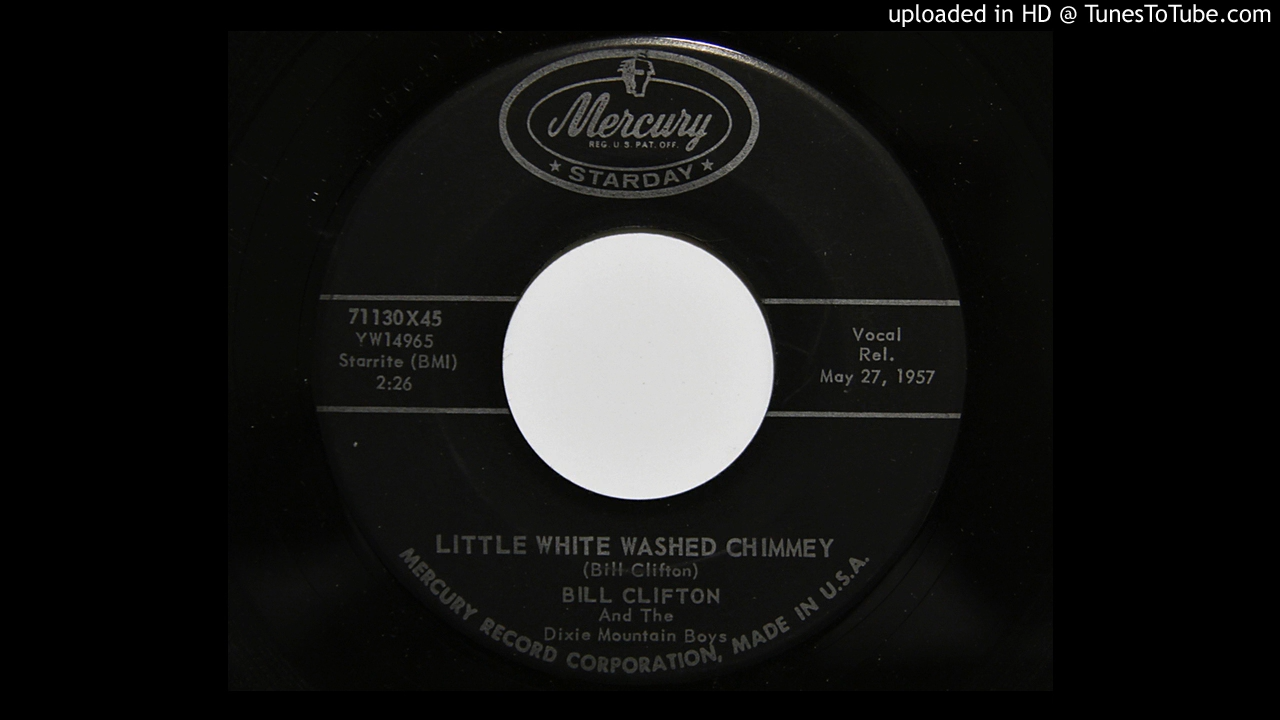 uploaded in HD @ TunesToTube.com
Mercury
REG. U.S. PAT. OFF.
★ STARDAY ★
71130X45
YW14965
Starrite (BMI)
2:26
Vocal
Rel.
May 27, 1957
LITTLE WHITE WASHED CHIMMEY
(Bill Clifton)
BILL CLIFTON
And The
Dixie Mountain Boys
MERCURY RECORD CORPORATION, MADE IN U.S.A.